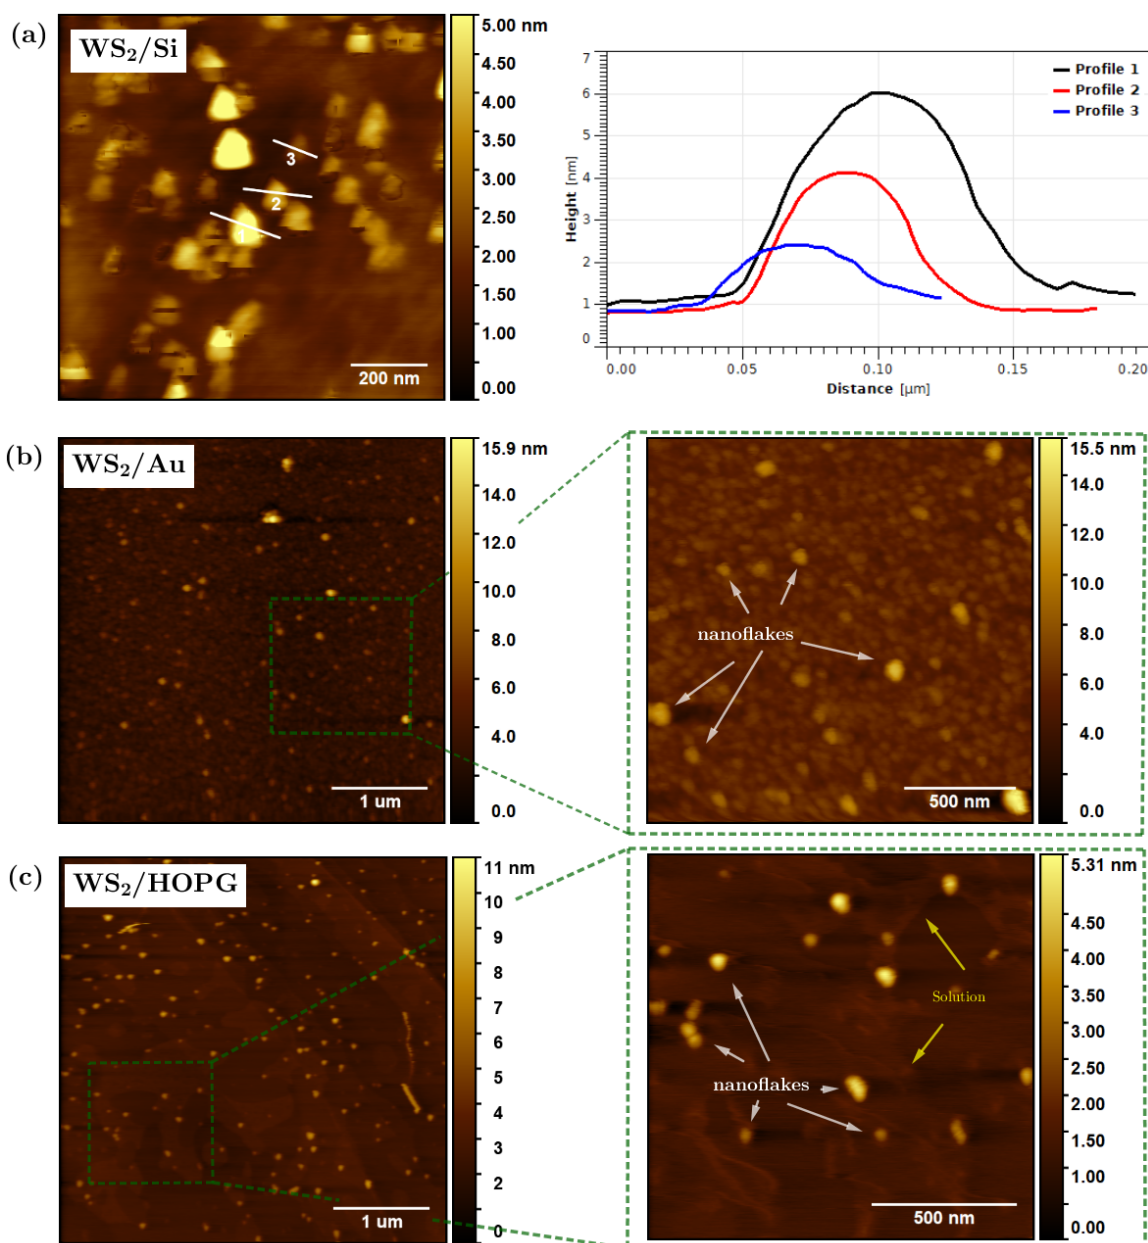 (a)
WS₂/Si
3
2
1
200 nm
5.00 nm
4.50
4.00
3.50
3.00
2.50
2.00
1.50
1.00
0.00
7
6
5
4
3
2
1
0
Height [nm]
Profile 1
Profile 2
Profile 3
0.00
0.05
0.10
0.15
0.20
Distance [µm]
(b)
WS₂/Au
1 um
15.9 nm
14.0
12.0
10.0
8.0
6.0
4.0
0.0
nanoflakes
500 nm
15.5 nm
14.0
12.0
10.0
8.0
6.0
4.0
0.0
(c)
WS₂/HOPG
1 um
11 nm
10
9
8
7
6
5
4
3
2
0
Solution
nanoflakes
500 nm
5.31 nm
4.50
4.00
3.50
3.00
2.50
2.00
1.50
1.00
0.00